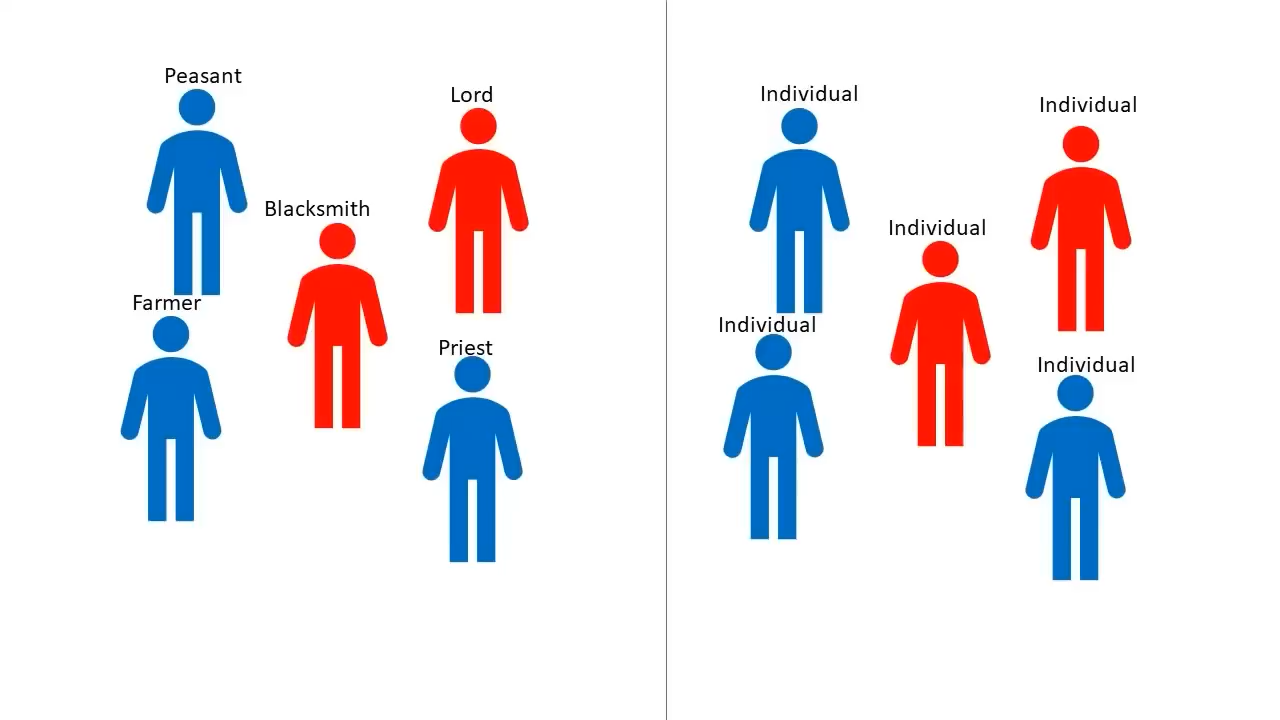 Peasant
Lord
Blacksmith
Farmer
Priest
Individual
Individual
Individual
Individual
Individual